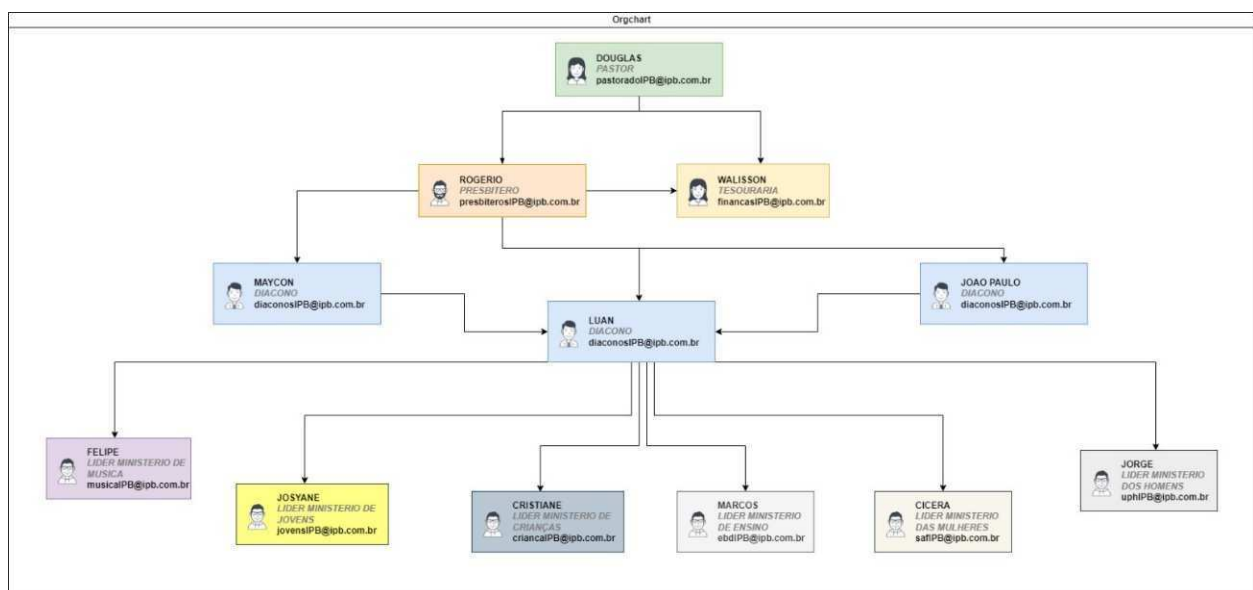 Orgchart
DOUGLAS
PASTOR
pastoradoIPB@ipb.com.br
ROGERIO
PRESBITERO
presbiterosIPB@ipb.com.br
WALISSON
TESOURARIA
financasIPB@ipb.com.br
MAYCON
DIACONO
diaconosIPB@ipb.com.br
JOAO PAULO
DIACONO
diaconosIPB@ipb.com.br
LUAN
DIACONO
diaconosIPB@ipb.com.br
FELIPE
LIDER MINISTERIO DE
MUSICA
musicaIPB@ipb.com.br
JOSYANE
LIDER MINISTERIO DE
JOVENS
jovensIPB@ipb.com.br
CRISTIANE
LIDER MINISTERIO DE
CRIANÇAS
criancaIPB@ipb.com.br
MARCOS
LIDER MINISTERIO
DE ENSINO
ebdIPB@ipb.com.br
CICERA
LIDER MINISTERIO
DAS MULHERES
safIPB@ipb.com.br
JORGE
LIDER MINISTERIO
DOS HOMENS
uphIPB@ipb.com.br